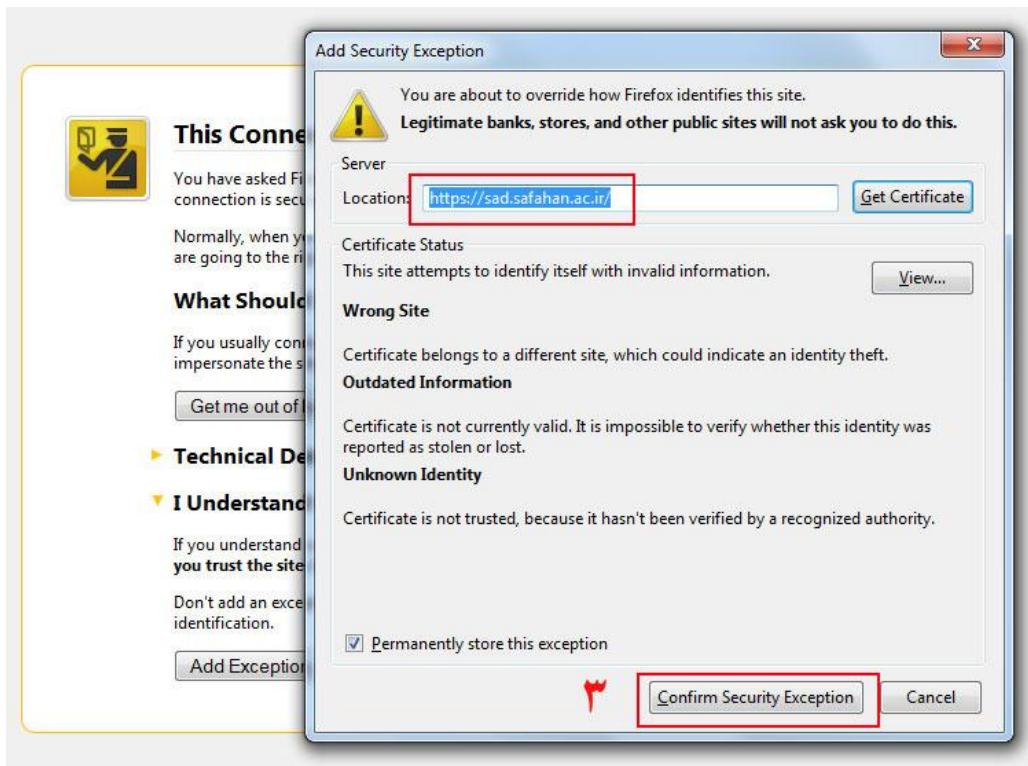 Add Security Exception
You are about to override how Firefox identifies this site.
Legitimate banks, stores, and other public sites will not ask you to do this.
Server
Location: https://sad.safahan.ac.ir/ Get Certificate
Certificate Status
This site attempts to identify itself with invalid information.
View...
Wrong Site
Certificate belongs to a different site, which could indicate an identity theft.
Outdated Information
Certificate is not currently valid. It is impossible to verify whether this identity was
reported as stolen or lost.
Unknown Identity
Certificate is not trusted, because it hasn't been verified by a recognized authority.
Permanently store this exception
۳ Confirm Security Exception Cancel
This Conne
You have asked Fi
connection is secu
Normally, when y
are going to the ri
What Should
If you usually con
impersonate the s
Get me out of
Technical De
I Understand
If you understand
you trust the site
Don't add an exce
identification.
Add Exception